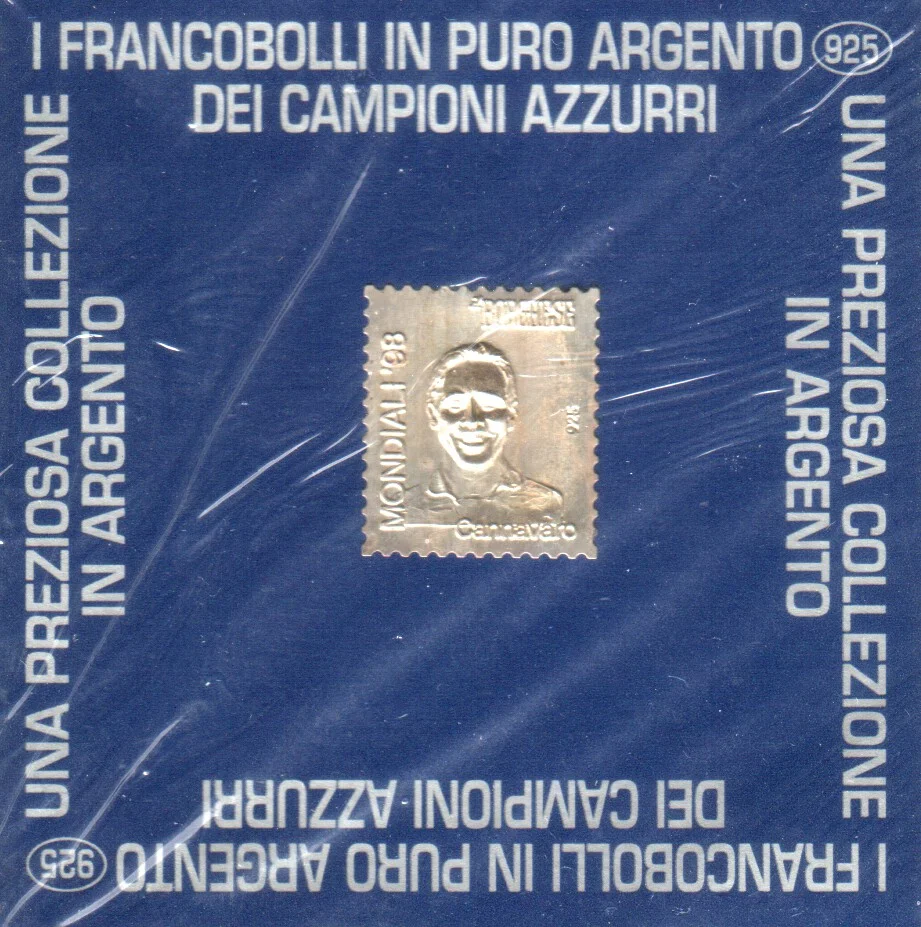 I FRANCOBOLLI IN PURO ARGENTO 925
DEI CAMPIONI AZZURRI
UNA PREZIOSA COLLEZIONE
IN ARGENTO
BORGHESE
MONDIALI '98
925
Cannavaro
UNA PREZIOSA COLLEZIONE
IN ARGENTO
I FRANCOBOLLI IN PURO ARGENTO 925
DEI CAMPIONI AZZURRI